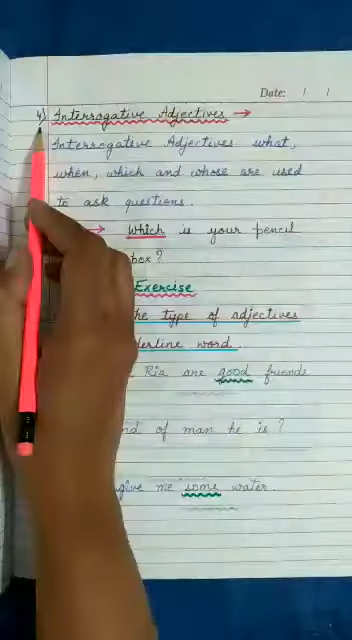 Date: / /
4) Interrogative Adjectives →
Interrogative Adjectives what,
when, which and whose are used
to ask questions.
→ Which is your pencil
box?
Exercise
the type of adjectives
word.
Ria are good friends
of man he is?
give me some water.